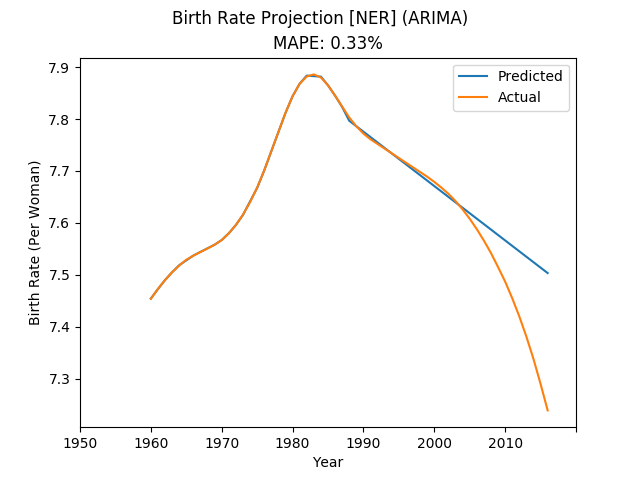 Birth Rate Projection [NER] (ARIMA)
MAPE: 0.33%
Predicted
Actual
Birth Rate (Per Woman)
7.9
7.8
7.7
7.6
7.5
7.4
7.3
1950 1960 1970 1980 1990 2000 2010
Year